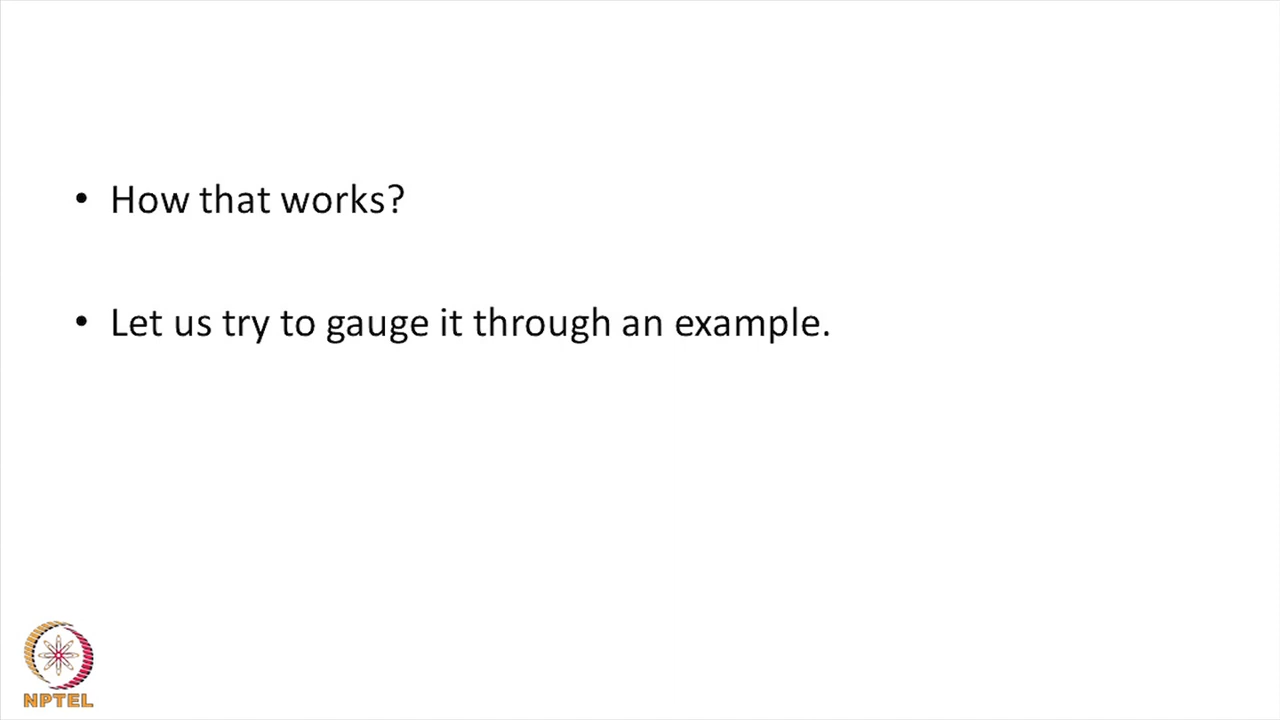 • How that works?
• Let us try to gauge it through an example.
NPTEL